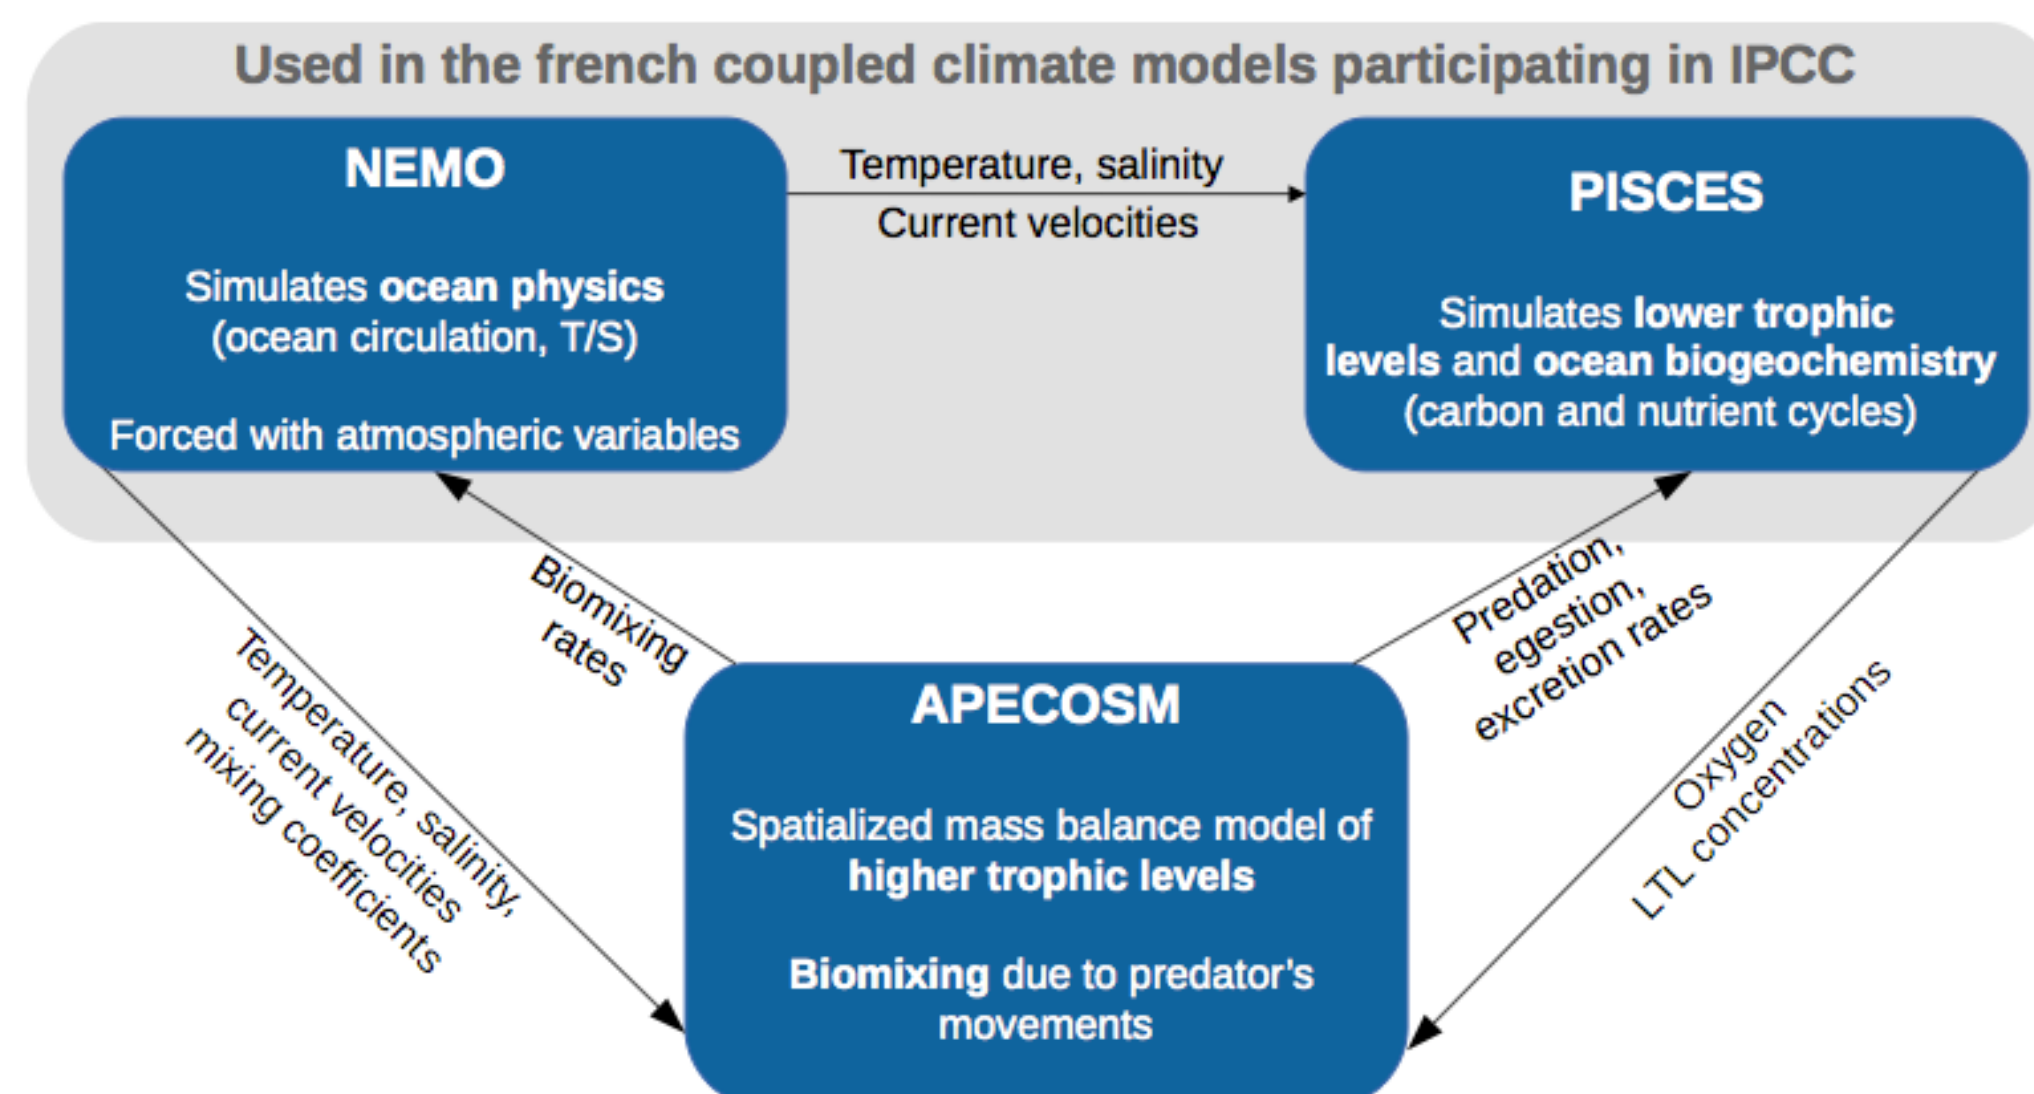 Used in the french coupled climate models participating in IPCC
NEMO
Simulates ocean physics
(ocean circulation, T/S)
Forced with atmospheric variables
Temperature, salinity
Current velocities
PISCES
Simulates lower trophic
levels and ocean biogeochemistry
(carbon and nutrient cycles)
Temperature, salinity,
current velocities
mixing coefficients
Biomixing
rates
Predation,
egestion,
excretion rates
Oxygen
LTL concentrations
APECOSM
Spatialized mass balance model of
higher trophic levels
Biomixing due to predator's
movements